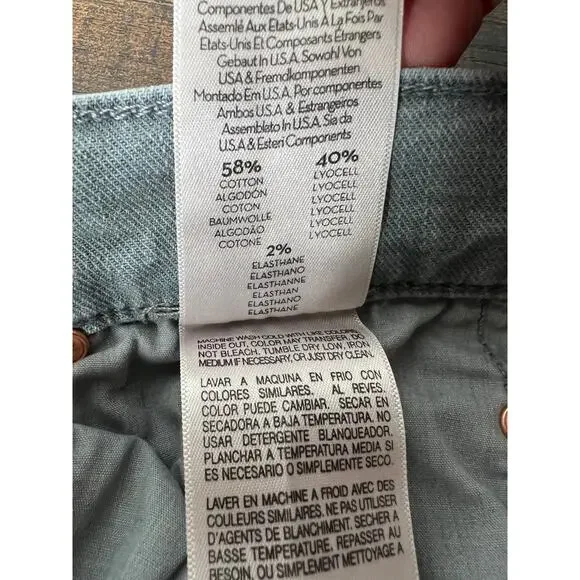 Componentes De USA Y Extranjeros
Assemlé Aux Etats-Unis A La Fois Par
Etats-Unis Et Composants Étrangers
Gebaut In U.S.A. Sowohl Von
USA & Fremdkomponenten
Montado Em U.S.A. Por componentes
Ambos U.S.A & Estrangeiros
Assemblato In U.S.A. Sia da
U.S.A & Esteri Components
58% 40%
COTTON LYOCELL
ALGODÓN LYOCELL
COTON LYOCELL
BAUMWOLLE LYOCELL
ALGODÃO LYOCELL
COTONE LYOCELL
2%
ELASTHANE
ELASTHANO
ELASTHANNE
ELASTHAN
ELASTHANO
ELASTHANE
MACHINE WASH COLD WITH LIKE COLORS
INSIDE OUT, COLOR MAY TRANSFER, DO
NOT BLEACH. TUMBLE DRY LOW, IRON
MEDIUM IF NECESSARY, OR JUST DRY CLEAN.
LAVAR A MAQUINA EN FRIO CON
COLORES SIMILARES. AL REVES.
COLOR PUEDE CAMBIAR. SECAR EN
SECADORA A BAJA TEMPERATURA. NO
USAR DETERGENTE BLANQUEADOR.
PLANCHAR A TEMPERATURA MEDIA SI
ES NECESARIO O SIMPLEMENTE SECO.
LAVER EN MACHINE A FROID AVEC DES
COULEURS SIMILARES. NE PAS UTILISER
D'AGENTS DE BLANCHIMENT. SECHER A
BASSE TEMPERATURE. REPASSER AU
BESOIN, OU SIMPLEMENT METTOYAGE A